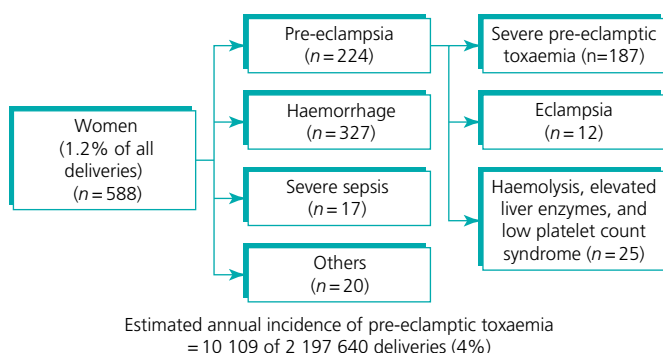 Women
(1.2% of all
deliveries)
(n=588)
Pre-eclampsia
(n=224)
Haemorrhage
(n=327)
Severe sepsis
(n=17)
Others
(n=20)
Severe pre-eclamptic
toxaemia (n=187)
Eclampsia
(n=12)
Haemolysis, elevated
liver enzymes, and
low platelet count
syndrome (n=25)
Estimated annual incidence of pre-eclamptic toxaemia
= 10 109 of 2 197 640 deliveries (4%)